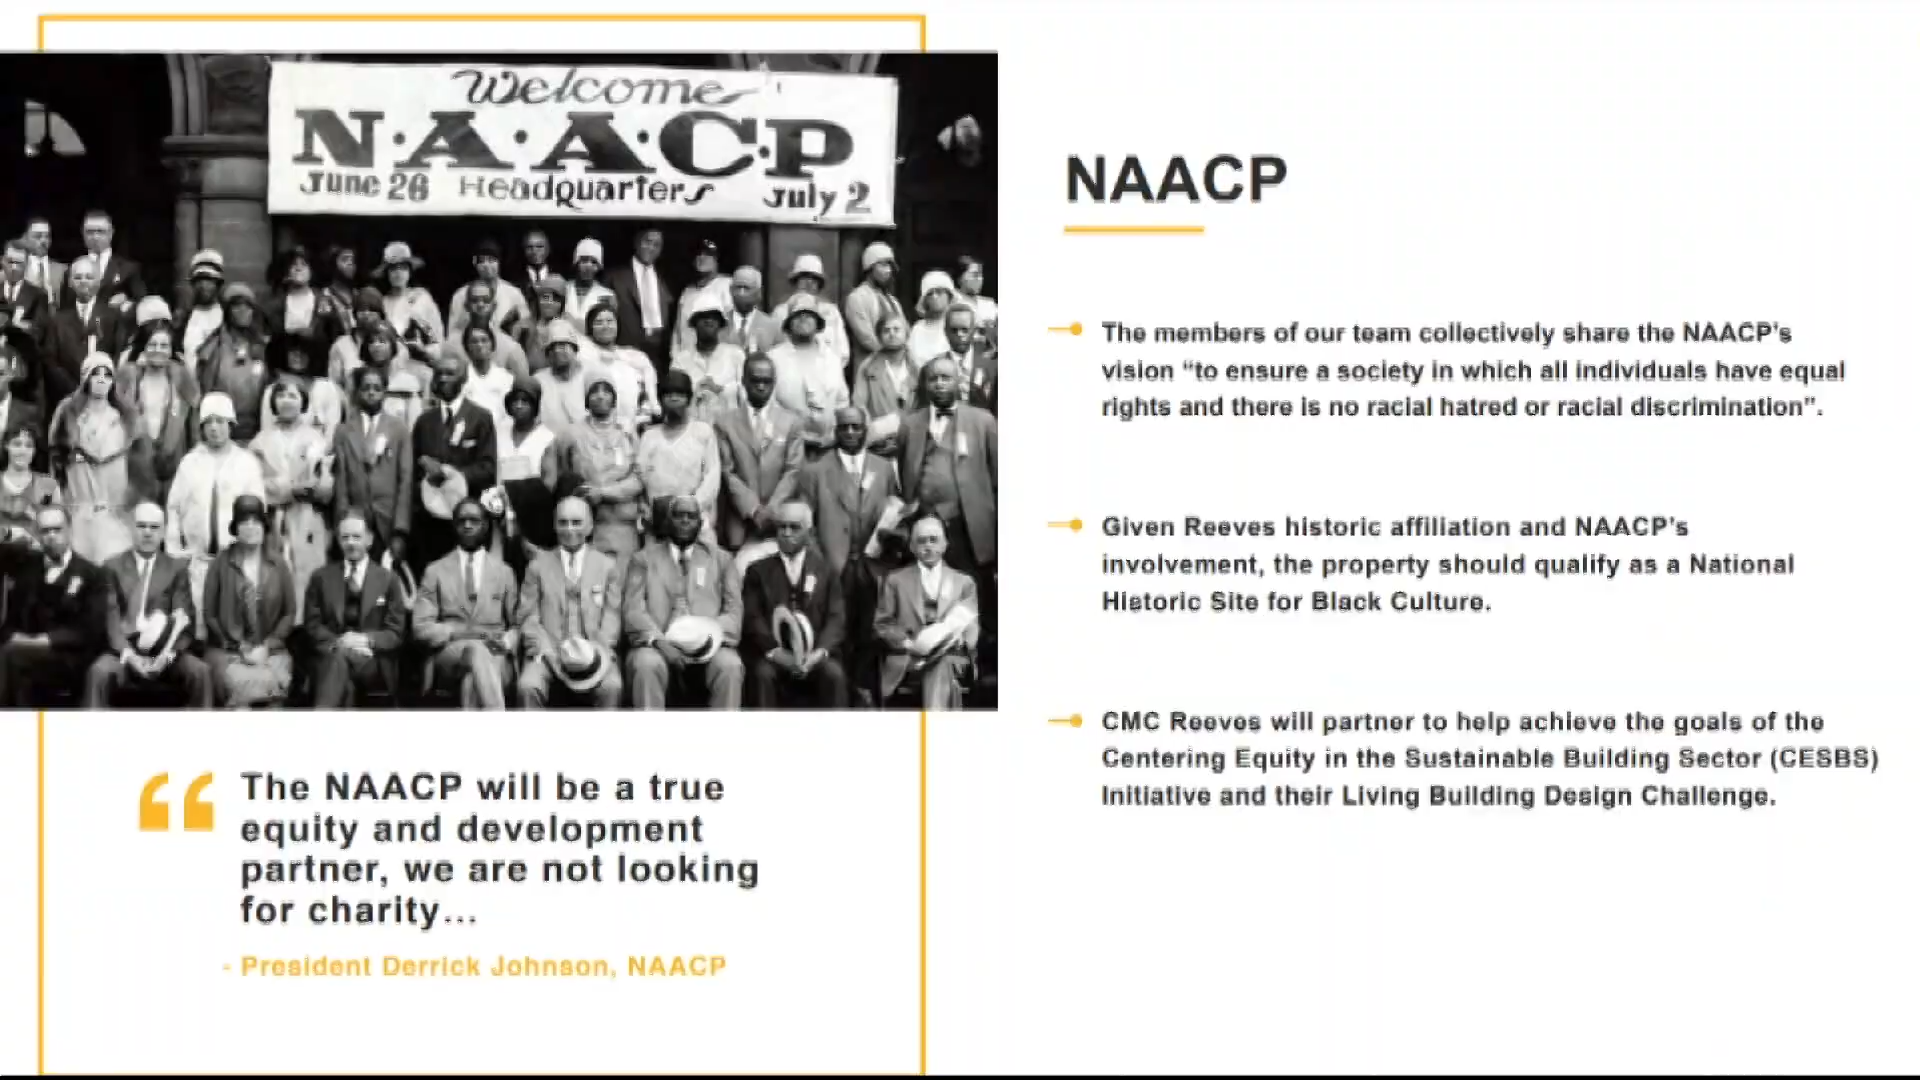 Welcome
N·A·A·C·P
June 26 Headquarters July 2
“ The NAACP will be a true
equity and development
partner, we are not looking
for charity...
- President Derrick Johnson, NAACP
NAACP
The members of our team collectively share the NAACP's
vision “to ensure a society in which all individuals have equal
rights and there is no racial hatred or racial discrimination”.
Given Reeves historic affiliation and NAACP's
involvement, the property should qualify as a National
Historic Site for Black Culture.
CMC Reeves will partner to help achieve the goals of the
Centering Equity in the Sustainable Building Sector (CESBS)
Initiative and their Living Building Design Challenge.